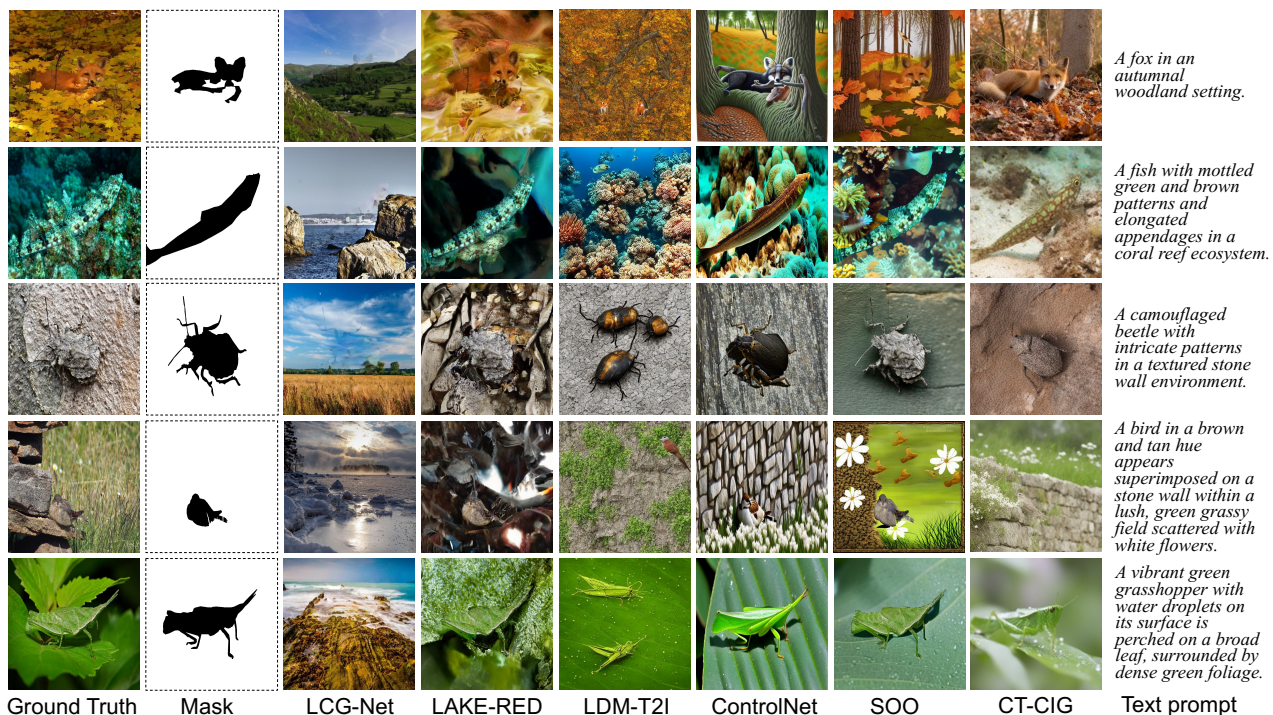 A fox in an
autumnal
woodland setting.
A fish with mottled
green and brown
patterns and
elongated
appendages in a
coral reef ecosystem.
A camouflaged
beetle with
intricate patterns
in a textured stone
wall environment.
A bird in a brown
and tan hue
appears
superimposed on a
stone wall within a
lush, green grassy
field scattered with
white flowers.
A vibrant green
grasshopper with
water droplets on
its surface is
perched on a broad
leaf, surrounded by
dense green foliage.
Ground Truth Mask LCG-Net LAKE-RED LDM-T2I ControlNet SOO CT-CIG Text prompt